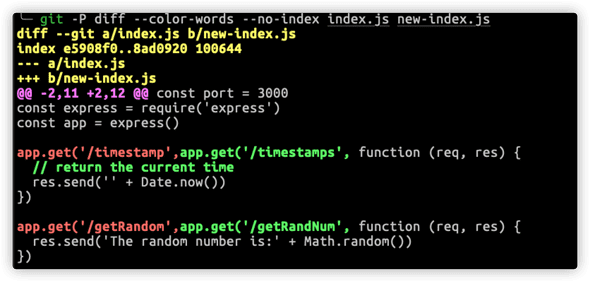 ╰─ git -P diff --color-words --no-index index.js new-index.js
diff --git a/index.js b/new-index.js
index e5908f0..8ad0920 100644
--- a/index.js
+++ b/new-index.js
@@ -2,11 +2,12 @@ const port = 3000
const express = require('express')
const app = express()

app.get('/timestamp',app.get('/timestamps', function (req, res) {
  // return the current time
  res.send('' + Date.now())
})

app.get('/getRandom',app.get('/getRandNum', function (req, res) {
  res.send('The random number is:' + Math.random())
})